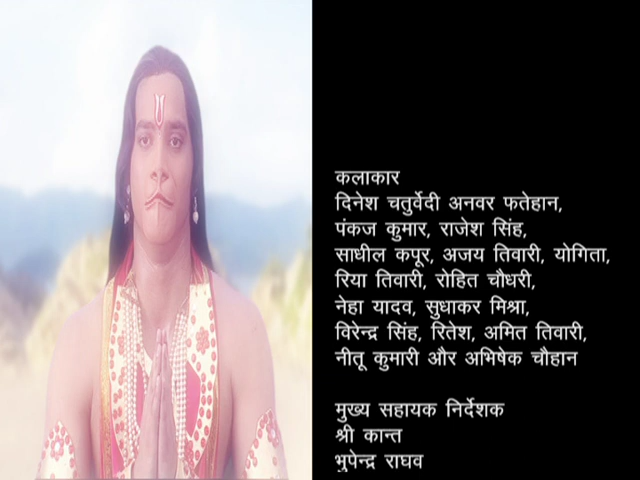 कलाकार
दिनेश चतुर्वेदी अनवर फतेहान,
पंकज कुमार, राजेश सिंह,
साधील कपूर, अजय तिवारी, योगिता,
रिया तिवारी, रोहित चौधरी,
नेहा यादव, सुधाकर मिश्रा,
विरेन्द्र सिंह, रितेश, अमित तिवारी,
नीतू कुमारी और अभिषेक चौहान
मुख्य सहायक निर्देशक
श्री कान्त
भुपेन्द्र राघव